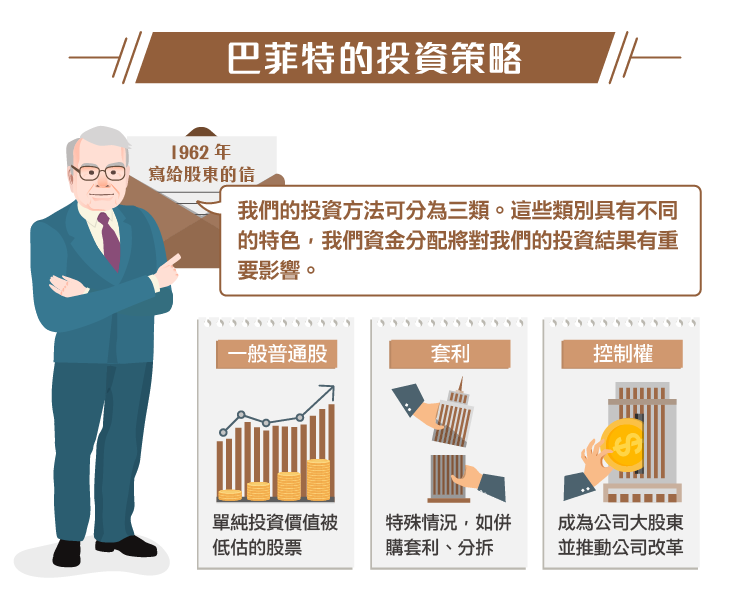 巴菲特的投資策略
1962 年
寫給股東的信
我們的投資方法可分為三類。這些類別具有不同
的特色，我們資金分配將對我們的投資結果有重
要影響。
一般普通股
單純投資價值被
低估的股票
套利
特殊情況，如併
購套利、分拆
控制權
成為公司大股東
並推動公司改革